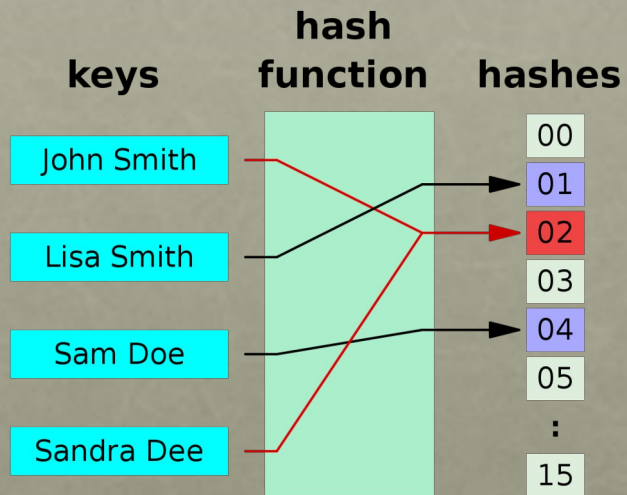 keys
hash
function
hashes
John Smith
Lisa Smith
Sam Doe
Sandra Dee
00
01
02
03
04
05
:
15